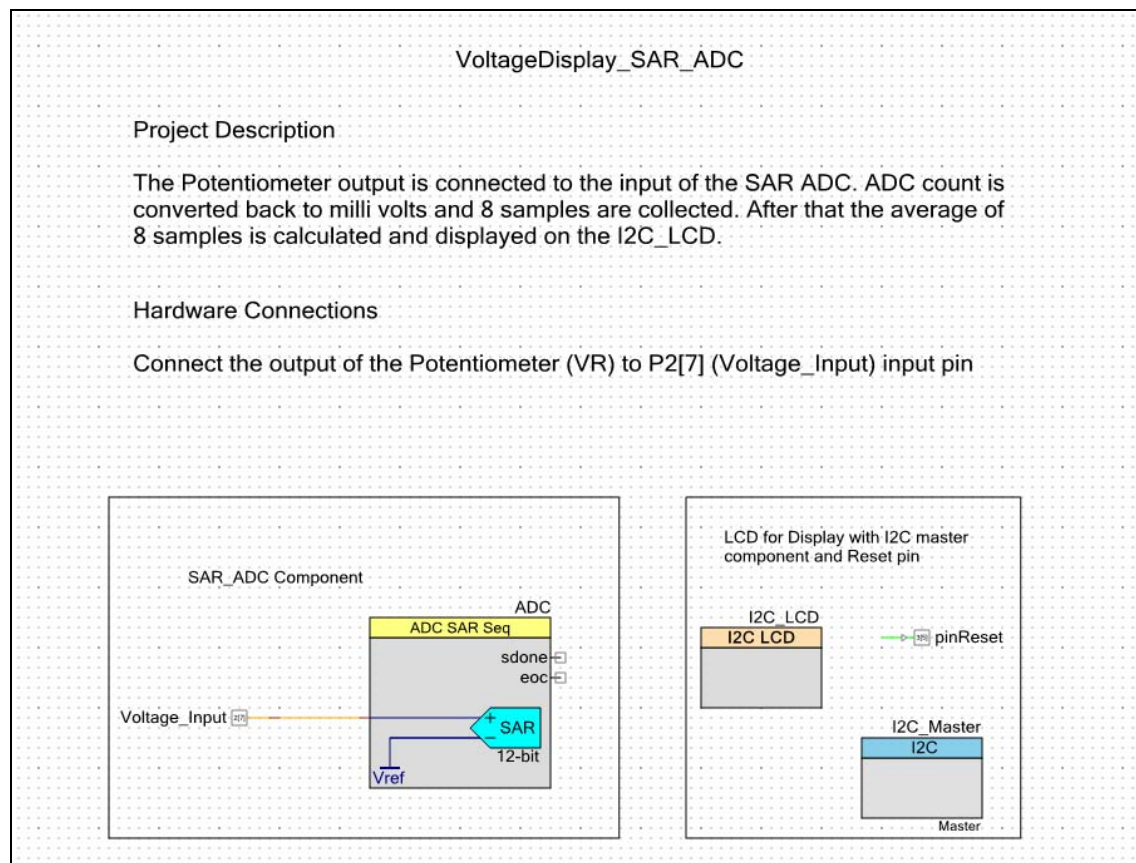 VoltageDisplay_SAR_ADC
Project Description
The Potentiometer output is connected to the input of the SAR ADC. ADC count is
converted back to milli volts and 8 samples are collected. After that the average of
8 samples is calculated and displayed on the I2C_LCD.
Hardware Connections
Connect the output of the Potentiometer (VR) to P2[7] (Voltage_Input) input pin
SAR_ADC Component
ADC
ADC SAR Seq
sdone
eoc
Voltage_Input
2[7]
+
SAR
−
12-bit
Vref
LCD for Display with I2C master
component and Reset pin
I2C_LCD
I2C LCD
pinReset
I2C_Master
I2C
Master